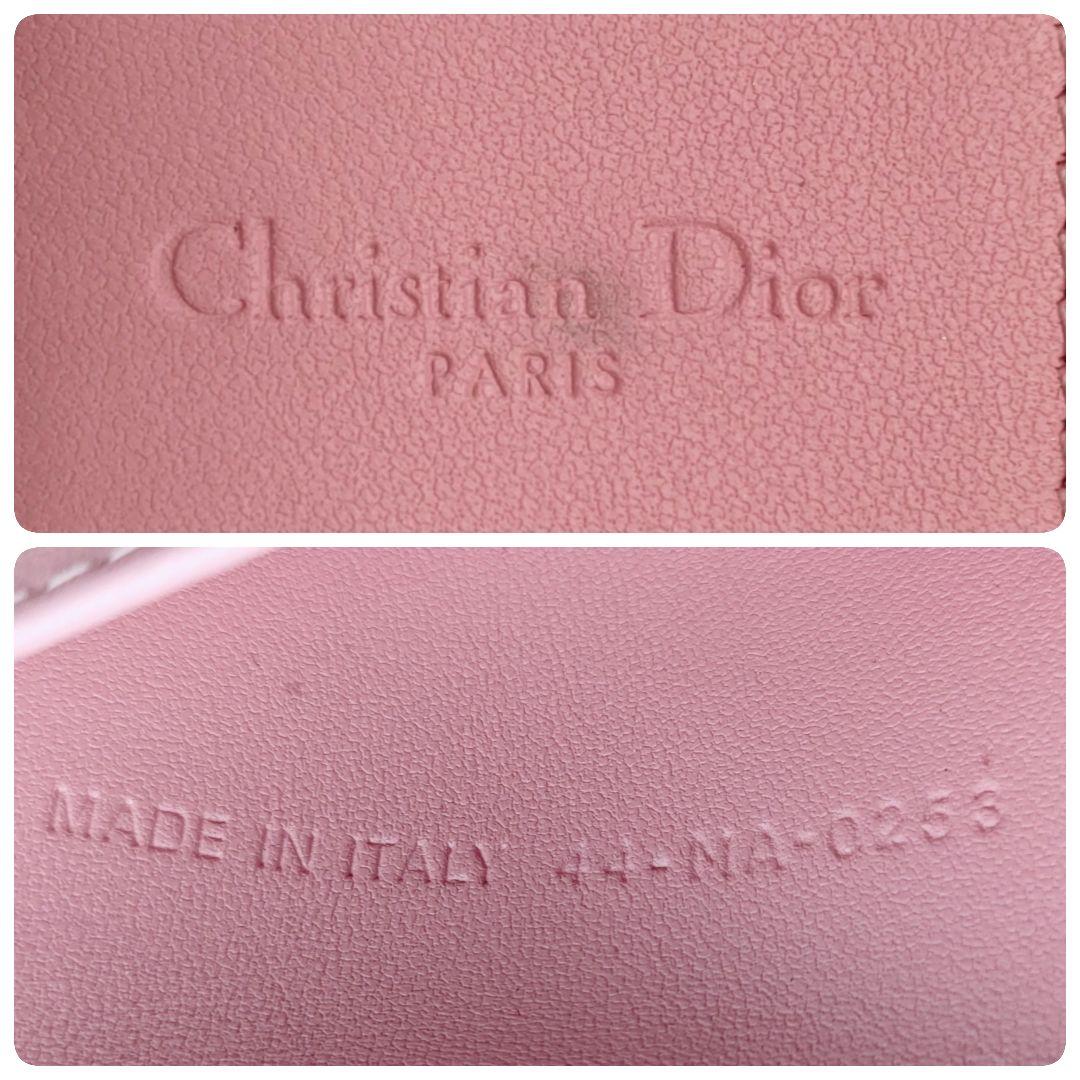 Christian Dior
PARIS
MADE IN ITALY 44-NA-0253